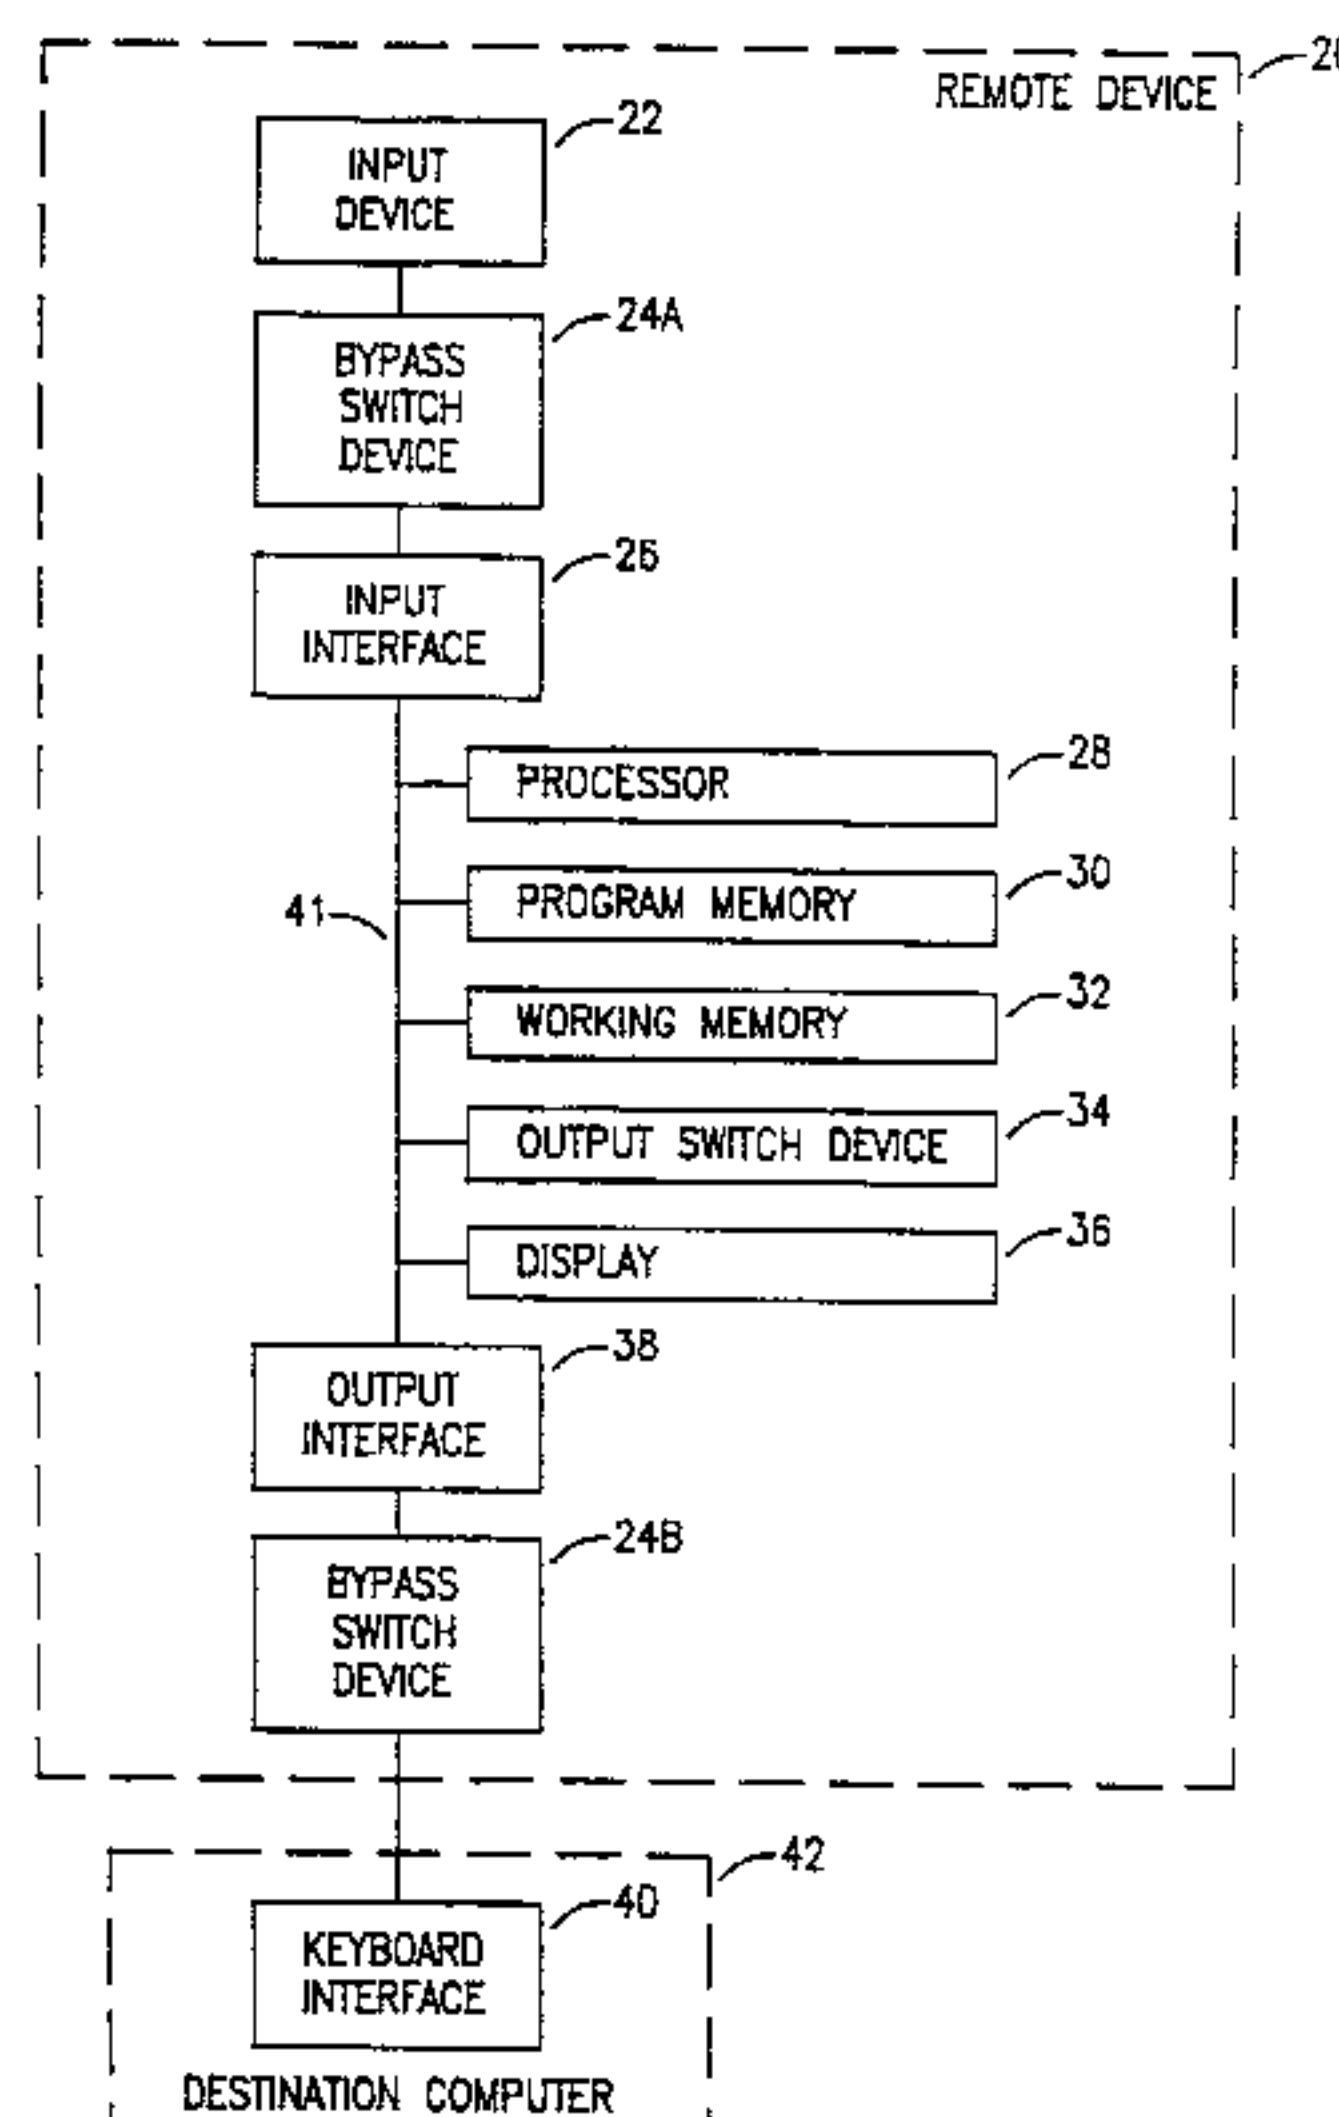 REMOTE DEVICE
22
INPUT
DEVICE
24A
BYPASS
SWITCH
DEVICE
26
INPUT
INTERFACE
PROCESSOR
28
PROGRAM MEMORY
30
41
WORKING MEMORY
32
OUTPUT SWITCH DEVICE
34
DISPLAY
36
38
OUTPUT
INTERFACE
24B
BYPASS
SWITCH
DEVICE
42
40
KEYBOARD
INTERFACE
DESTINATION COMPUTER